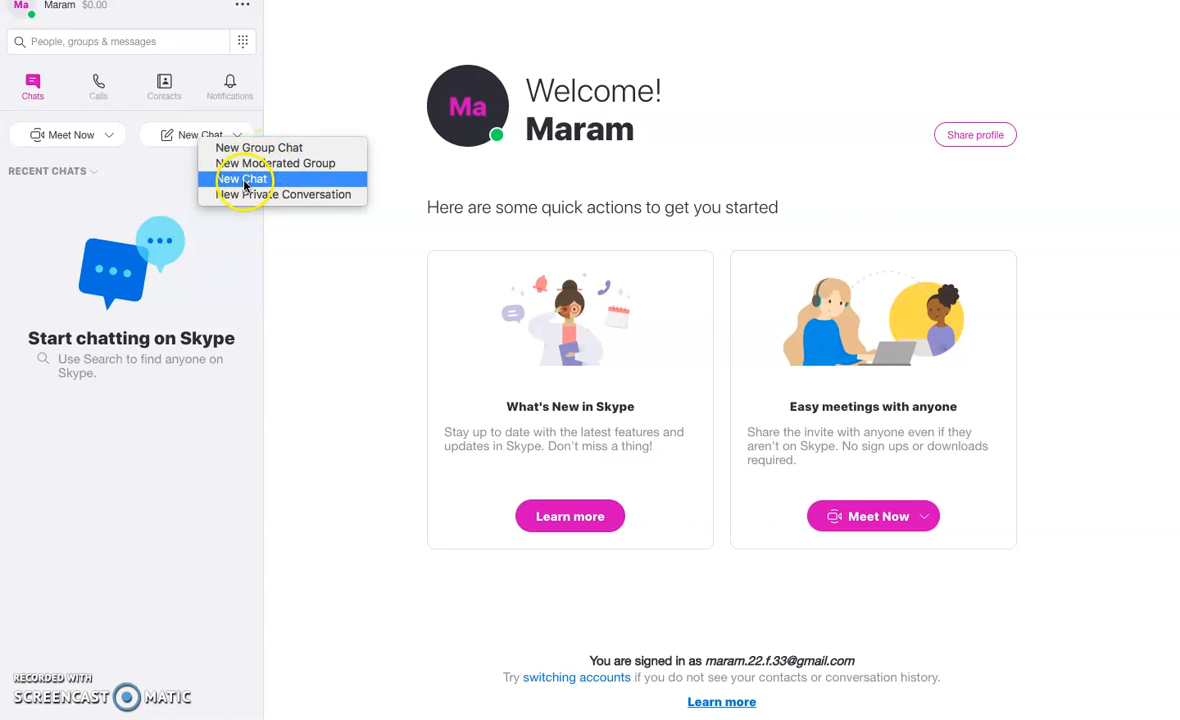 Ma Maram $0.00
People, groups & messages
Chats Calls Contacts Notifications
Meet Now New Chat
New Group Chat
New Moderated Group
New Chat
New Private Conversation
RECENT CHATS
Start chatting on Skype
Use Search to find anyone on
Skype.
Ma
Welcome!
Maram
Share profile
Here are some quick actions to get you started
What's New in Skype
Stay up to date with the latest features and
updates in Skype. Don't miss a thing!
Learn more
Easy meetings with anyone
Share the invite with anyone even if they
aren't on Skype. No sign ups or downloads
required.
Meet Now
You are signed in as maram.22.f.33@gmail.com
Try switching accounts if you do not see your contacts or conversation history.
Learn more
RECORDED WITH
SCREENCAST MATIC